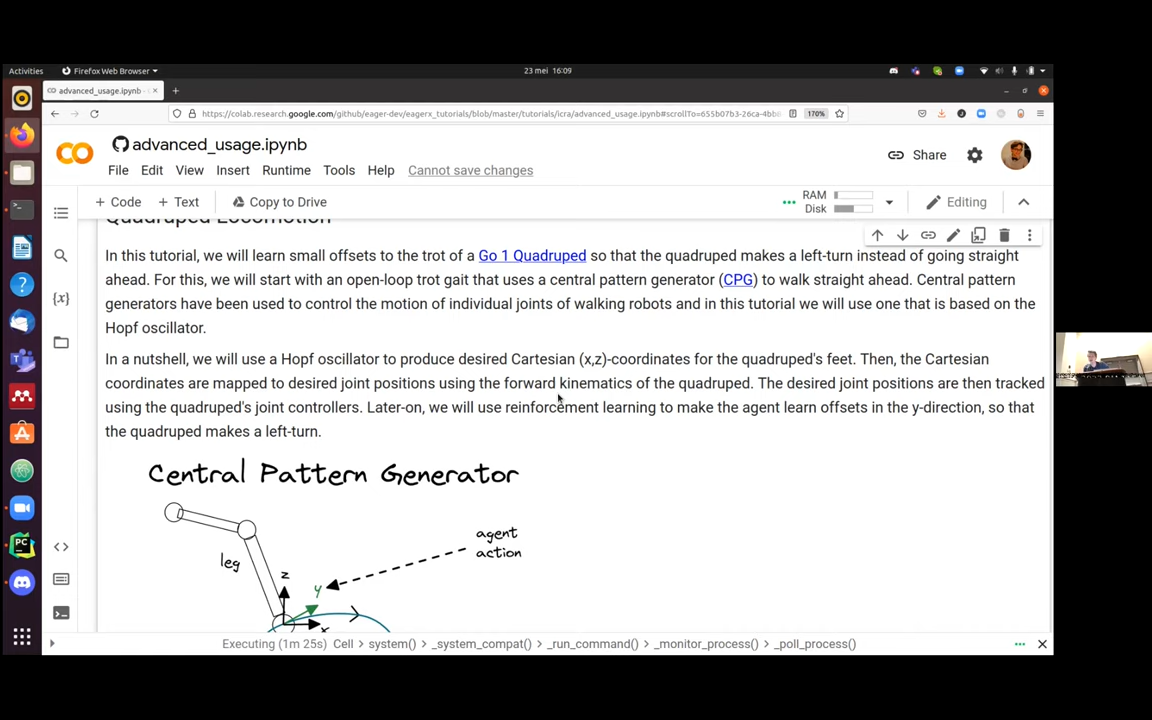 Activities
Firefox Web Browser
23 mei 16:09
advanced_usage.ipynb
https://colab.research.google.com/github/eager-dev/eagerx_tutorials/blob/master/tutorials/icra/advanced_usage.ipynb#scrollTo=655b07b3-26ca-4bb8
170%
advanced_usage.ipynb
Share
File Edit View Insert Runtime Tools Help Cannot save changes
+ Code + Text Copy to Drive
RAM
Disk
Editing
Quadruped Locomotion
In this tutorial, we will learn small offsets to the trot of a Go 1 Quadruped so that the quadruped makes a left-turn instead of going straight
ahead. For this, we will start with an open-loop trot gait that uses a central pattern generator (CPG) to walk straight ahead. Central pattern
generators have been used to control the motion of individual joints of walking robots and in this tutorial we will use one that is based on the
Hopf oscillator.
In a nutshell, we will use a Hopf oscillator to produce desired Cartesian (x,z)-coordinates for the quadruped's feet. Then, the Cartesian
coordinates are mapped to desired joint positions using the forward kinematics of the quadruped. The desired joint positions are then tracked
using the quadruped's joint controllers. Later-on, we will use reinforcement learning to make the agent learn offsets in the y-direction, so that
the quadruped makes a left-turn.
Central Pattern Generator
agent
action
leg
z
y
x
Executing (1m 25s) Cell > system() > _system_compat() > _run_command() > _monitor_process() > _poll_process()